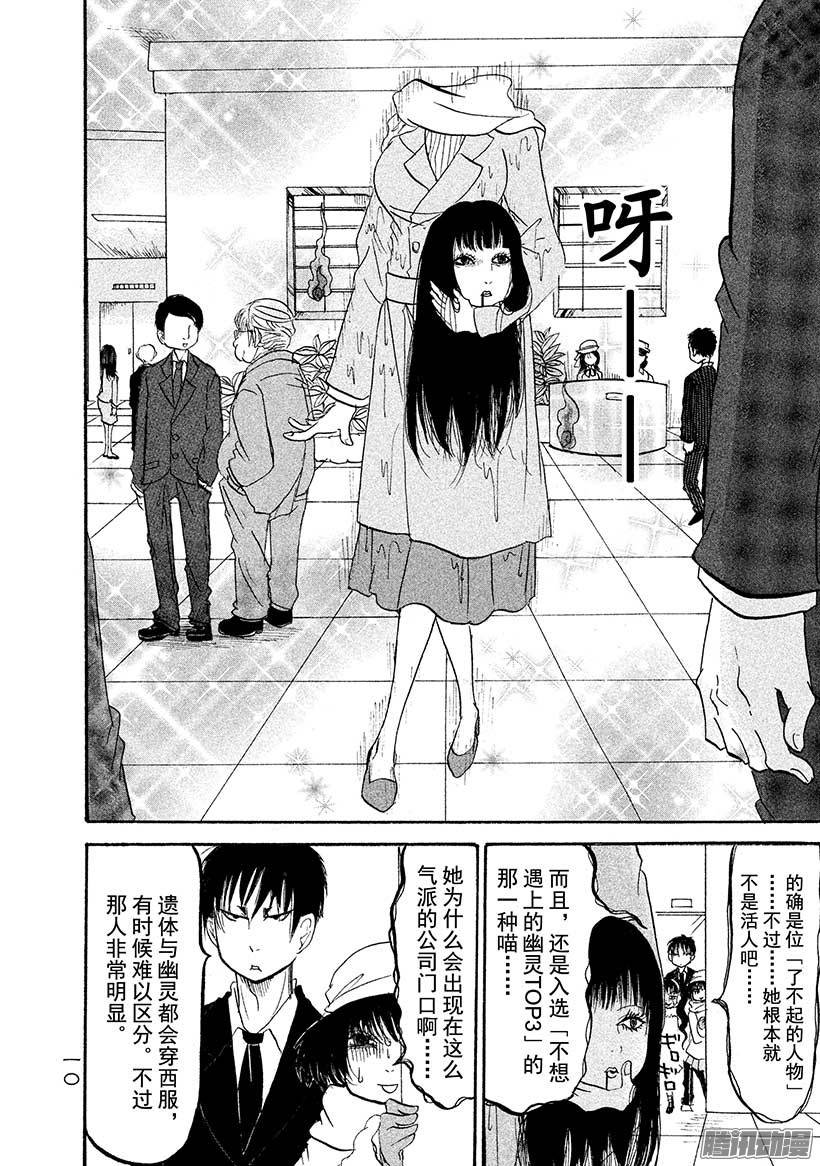 呀——
的确是位「了不起的人物」
……不过……她根本就
不是活人吧……
而且，还是入选「不想
遇上的幽灵TOP3」的
那一种喵……
ギロギロ
她为什么会出现在这么
气派的公司门口啊……
遗体与幽灵都会穿西服，
有时候难以区分。不过
那人非常明显。
一〇
腾讯动漫